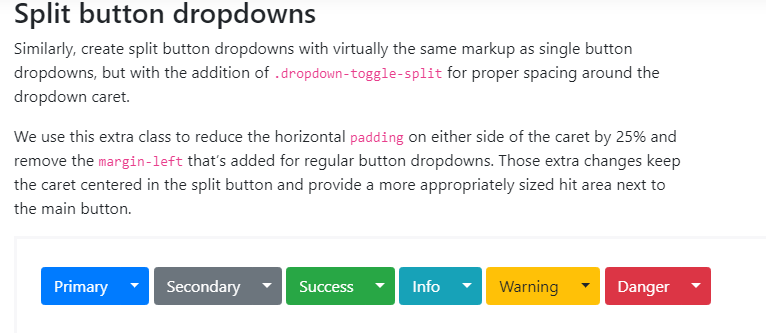 Split button dropdowns
Similarly, create split button dropdowns with virtually the same markup as single button
dropdowns, but with the addition of .dropdown-toggle-split for proper spacing around the
dropdown caret.
We use this extra class to reduce the horizontal padding on either side of the caret by 25% and
remove the margin-left that’s added for regular button dropdowns. Those extra changes keep
the caret centered in the split button and provide a more appropriately sized hit area next to
the main button.
Primary Secondary Success Info Warning Danger